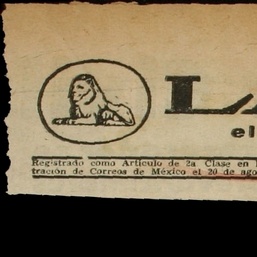 LA
el
Registrado como Artículo de 2a Clase en
tración de Correos de México el 20 de ago